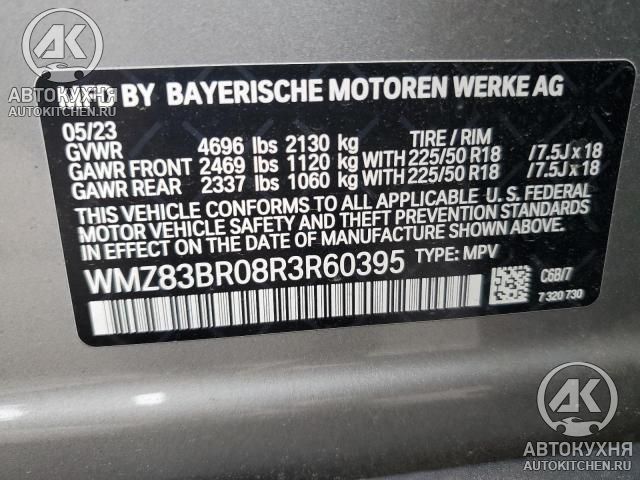 MFD BY BAYERISCHE MOTOREN WERKE AG
05/23
GVWR 4696 lbs 2130 kg TIRE / RIM
GAWR FRONT 2469 lbs 1120 kg WITH 225/50 R18 /7.5J x 18
GAWR REAR 2337 lbs 1060 kg WITH 225/50 R18 /7.5J x 18
THIS VEHICLE CONFORMS TO ALL APPLICABLE U.S. FEDERAL
MOTOR VEHICLE SAFETY AND THEFT PREVENTION STANDARDS
IN EFFECT ON THE DATE OF MANUFACTURE SHOWN ABOVE.
WMZ83BR08R3R60395 TYPE: MPV
C6B/7
7 320 730
АК
АВТОКУХНЯ
AUTOKITCHEN.RU
АК
АВТОКУХНЯ
AUTOKITCHEN.RU